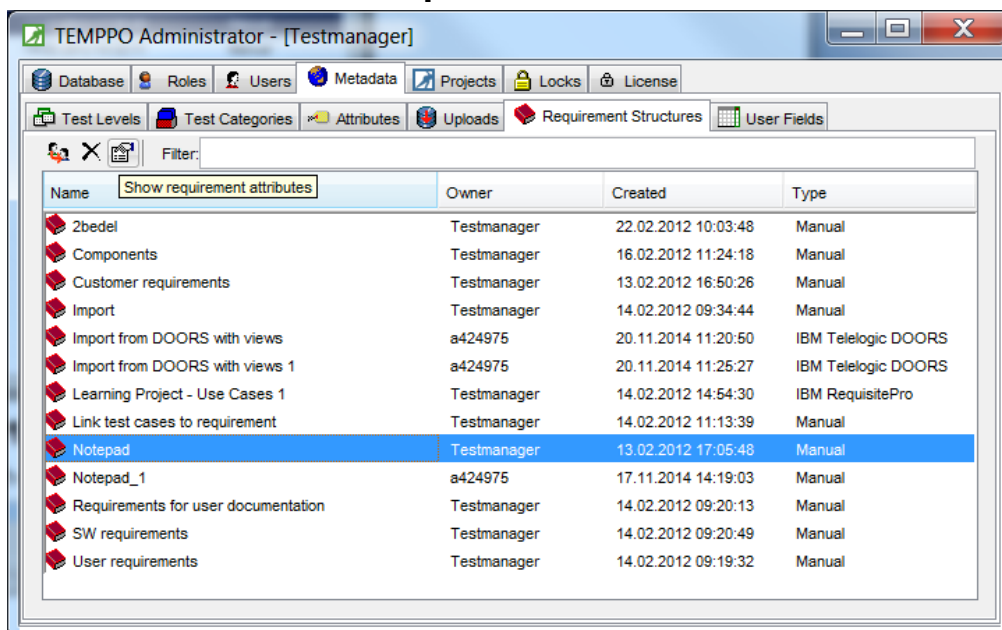 TEMPPO Administrator - [Testmanager]
Database Roles Users Metadata Projects Locks License
Test Levels Test Categories Attributes Uploads Requirement Structures User Fields
Filter:
Name Owner Created Type
Show requirement attributes
2bedel Testmanager 22.02.2012 10:03:48 Manual
Components Testmanager 16.02.2012 11:24:18 Manual
Customer requirements Testmanager 13.02.2012 16:50:26 Manual
Import Testmanager 14.02.2012 09:34:44 Manual
Import from DOORS with views a424975 20.11.2014 11:20:50 IBM Telelogic DOORS
Import from DOORS with views 1 a424975 20.11.2014 11:25:27 IBM Telelogic DOORS
Learning Project - Use Cases 1 Testmanager 14.02.2012 14:54:30 IBM RequisitePro
Link test cases to requirement Testmanager 14.02.2012 11:13:39 Manual
Notepad Testmanager 13.02.2012 17:05:48 Manual
Notepad_1 a424975 17.11.2014 14:19:03 Manual
Requirements for user documentation Testmanager 14.02.2012 09:20:13 Manual
SW requirements Testmanager 14.02.2012 09:20:49 Manual
User requirements Testmanager 14.02.2012 09:19:32 Manual